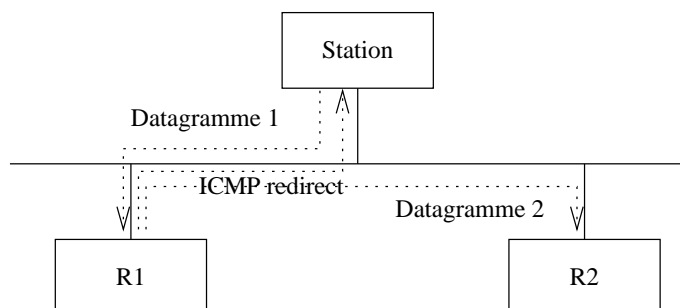 Station
Datagramme 1
ICMP redirect
Datagramme 2
R1
R2